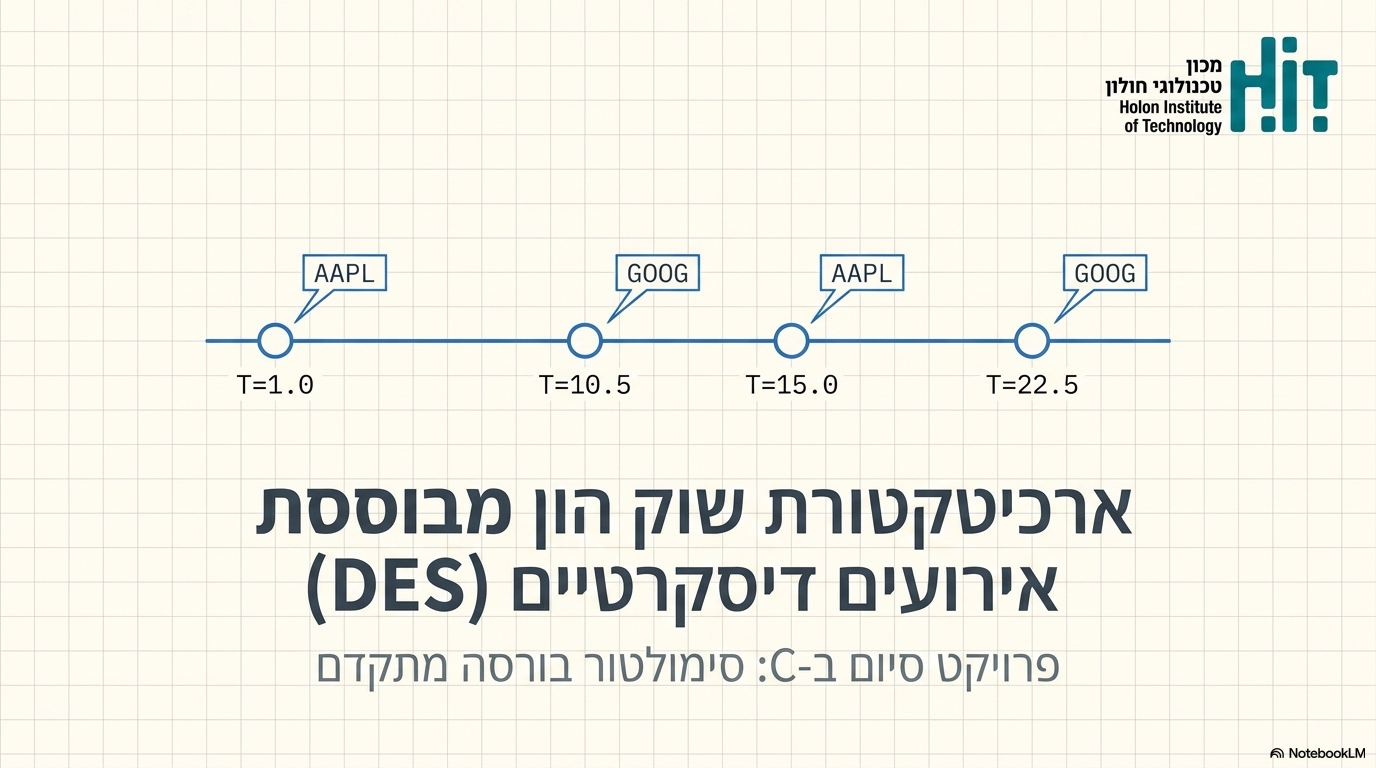 מכון
טכנולוגי חולון
Holon Institute
of Technology
HiT
AAPL
GOOG
AAPL
GOOG
T=1.0
T=10.5
T=15.0
T=22.5
ארכיטקטורת שוק הון מבוססת
אירועים דיסקרטיים (DES)
פרויקט סיום ב-C: סימולטור בורסה מתקדם
NotebookLM